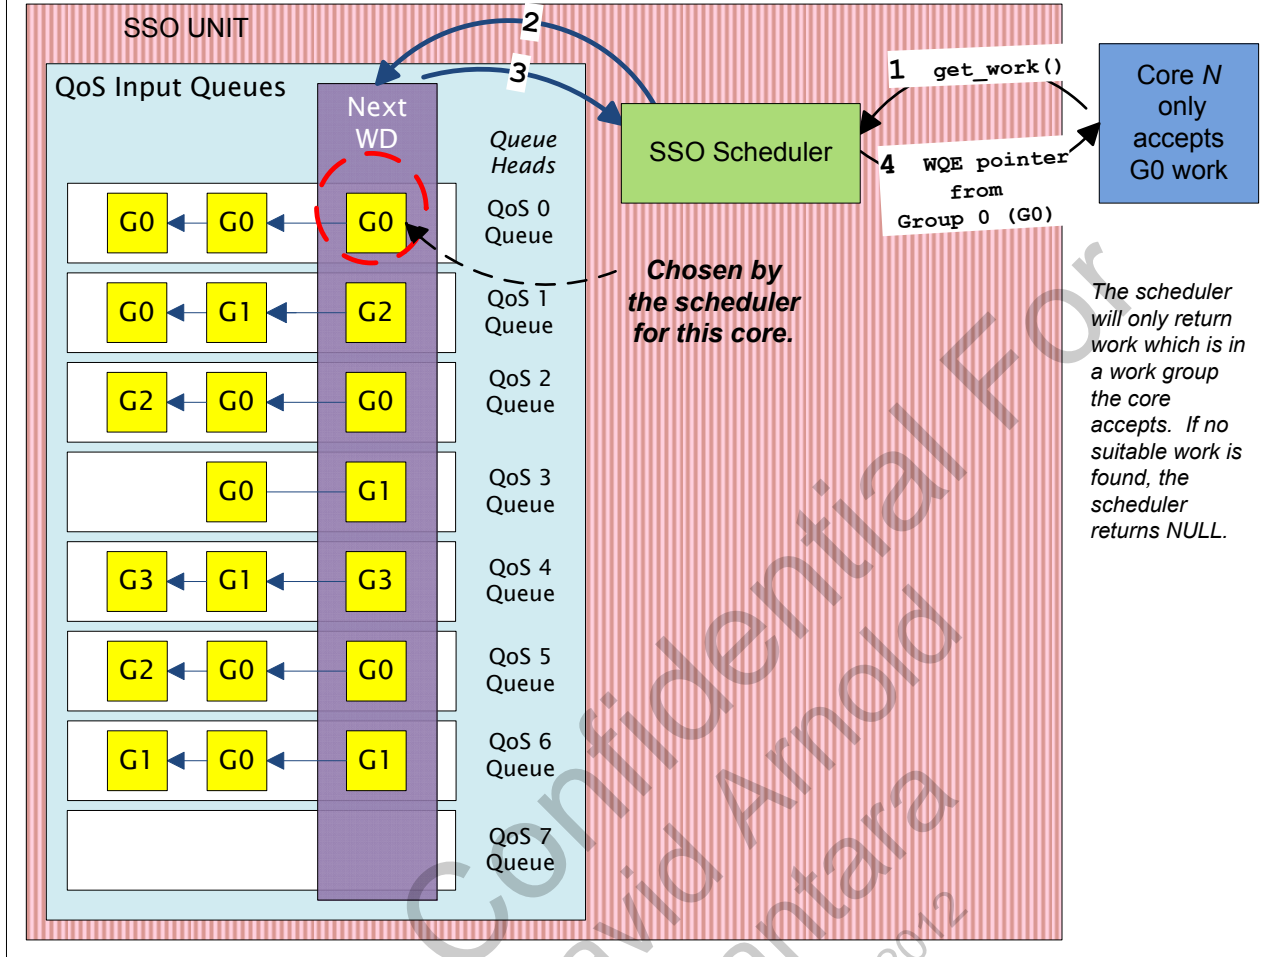 SSO UNIT
QoS Input Queues
Next
WD
Queue
Heads
2
3
SSO Scheduler
1 get_work()
4 WQE pointer
from
Group 0 (G0)
Core N
only
accepts
G0 work
G0 G0 G0
QoS 0
Queue
Chosen by
the scheduler
for this core.
G0 G1 G2
QoS 1
Queue
G2 G0 G0
QoS 2
Queue
G0 G1
QoS 3
Queue
G3 G1 G3
QoS 4
Queue
G2 G0 G0
QoS 5
Queue
G1 G0 G1
QoS 6
Queue
QoS 7
Queue
The scheduler
will only return
work which is in
a work group
the core
accepts. If no
suitable work is
found, the
scheduler
returns NULL.
Confidential For
David Arnold
2012